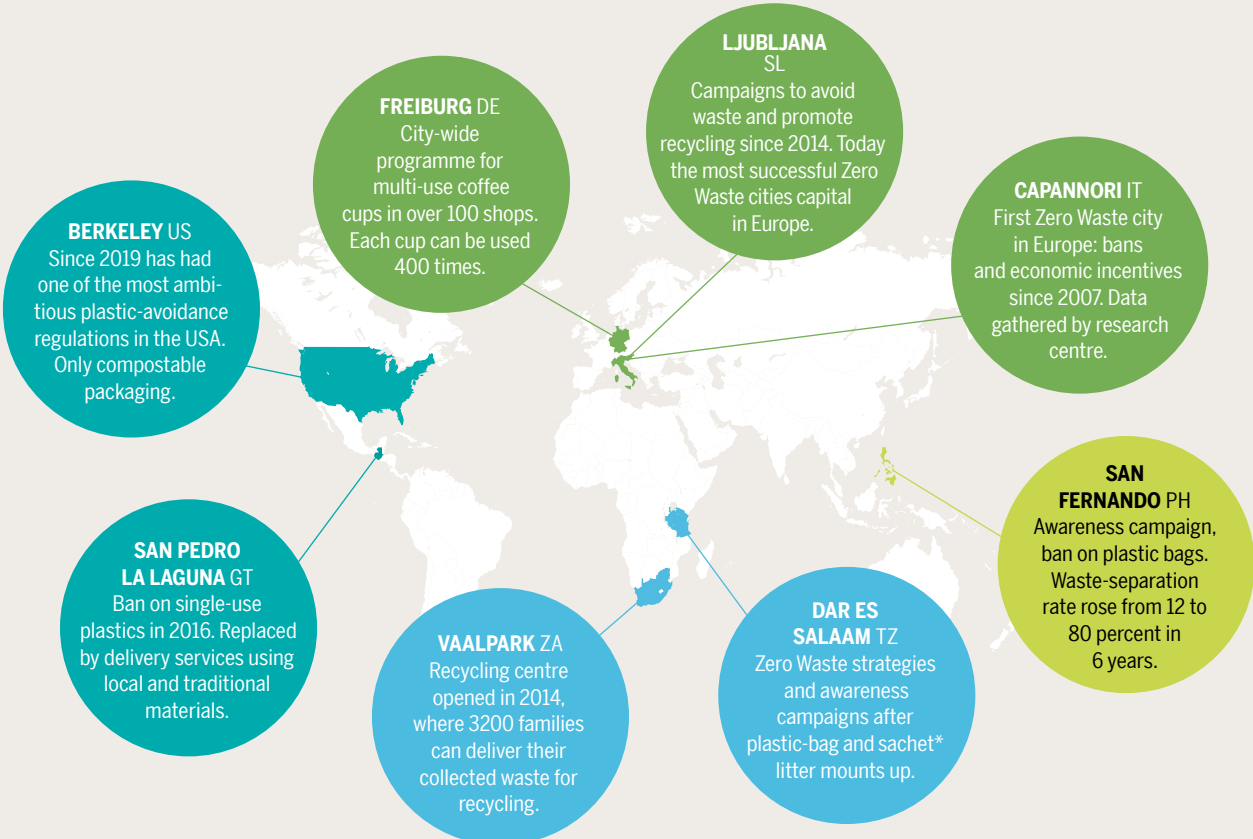 LJUBLJANA
SL
Campaigns to avoid
waste and promote
recycling since 2014. Today
the most successful Zero
Waste cities capital
in Europe.
FREIBURG DE
City-wide
programme for
multi-use coffee
cups in over 100 shops.
Each cup can be used
400 times.
CAPANNORI IT
First Zero Waste city
in Europe: bans
and economic incentives
since 2007. Data
gathered by research
centre.
BERKELEY US
Since 2019 has had
one of the most ambi-
tious plastic-avoidance
regulations in the USA.
Only compostable
packaging.
SAN
FERNANDO PH
Awareness campaign,
ban on plastic bags.
Waste-separation
rate rose from 12 to
80 percent in
6 years.
SAN PEDRO
LA LAGUNA GT
Ban on single-use
plastics in 2016. Replaced
by delivery services using
local and traditional
materials.
VAALPARK ZA
Recycling centre
opened in 2014,
where 3200 families
can deliver their
collected waste for
recycling.
DAR ES
SALAAM TZ
Zero Waste strategies
and awareness
campaigns after
plastic-bag and sachet*
litter mounts up.